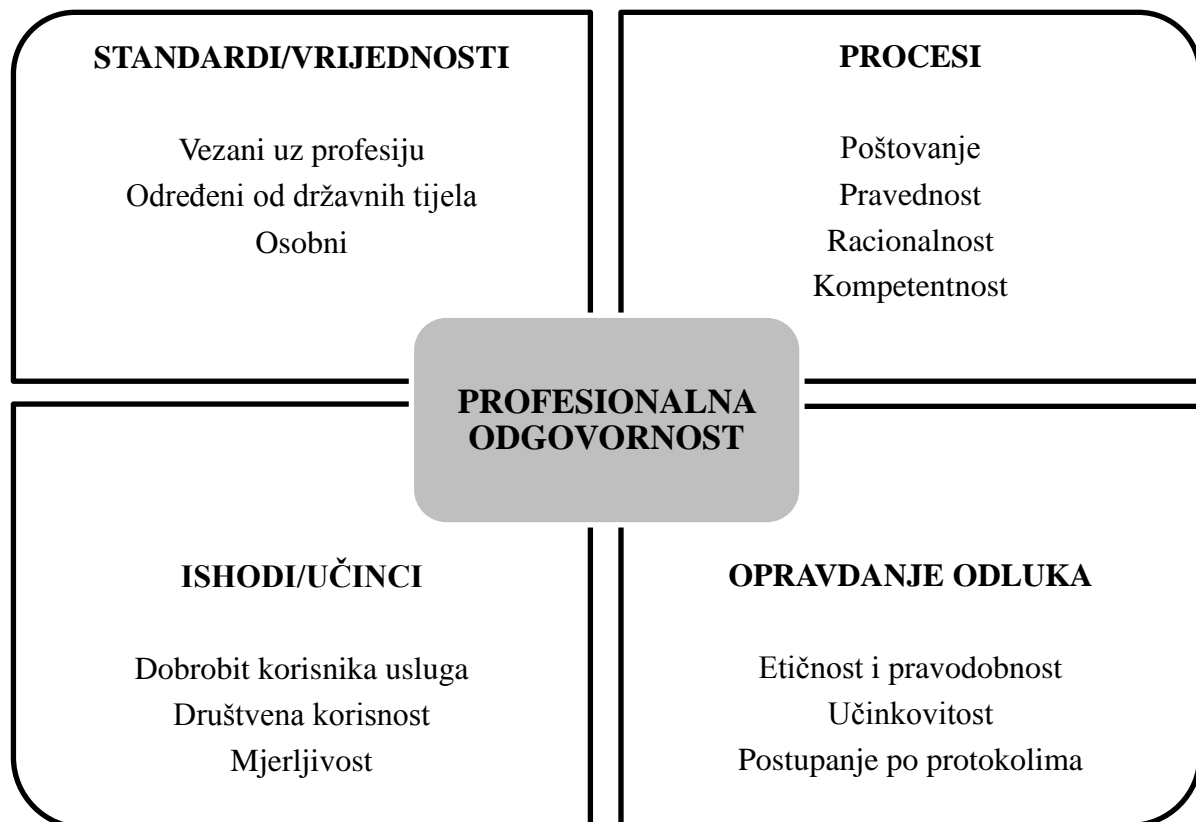 STANDARDI/VRIJEDNOSTI
Vezani uz profesiju
Određeni od državnih tijela
Osobni
PROCESI
Poštovanje
Pravednost
Racionalnost
Kompetentnost
PROFESIONALNA
ODGOVORNOST
ISHODI/UČINCI
Dobrobit korisnika usluga
Društvena korisnost
Mjerljivost
OPRAVDANJE ODLUKA
Etičnost i pravodobnost
Učinkovitost
Postupanje po protokolima